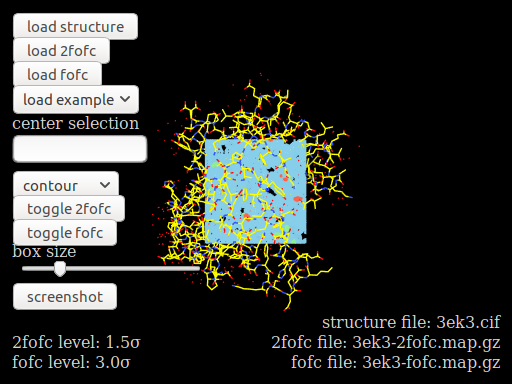 load structure
load 2fofc
load fofc
load example
center selection
contour
toggle 2fofc
toggle fofc
box size
screenshot
2fofc level: 1.5σ
fofc level: 3.0σ
structure file: 3ek3.cif
2fofc file: 3ek3-2fofc.map.gz
fofc file: 3ek3-fofc.map.gz